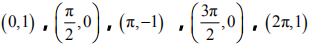 (0,1) , (π/2,0) , (π,−1) , (3π/2,0) , (2π,1)